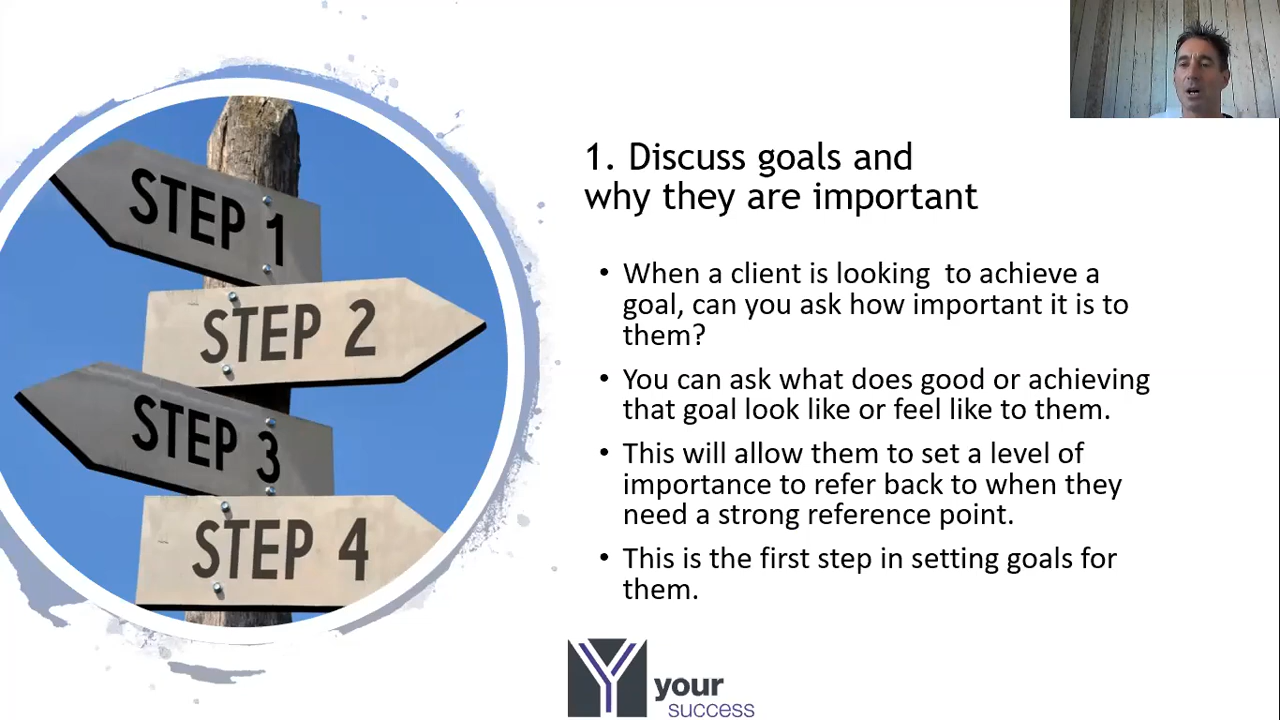 STEP 1
STEP 2
STEP 3
STEP 4
1. Discuss goals and
why they are important
• When a client is looking  to achieve a
goal, can you ask how important it is to
them?
• You can ask what does good or achieving
that goal look like or feel like to them.
• This will allow them to set a level of
importance to refer back to when they
need a strong reference point.
• This is the first step in setting goals for
them.
your
success